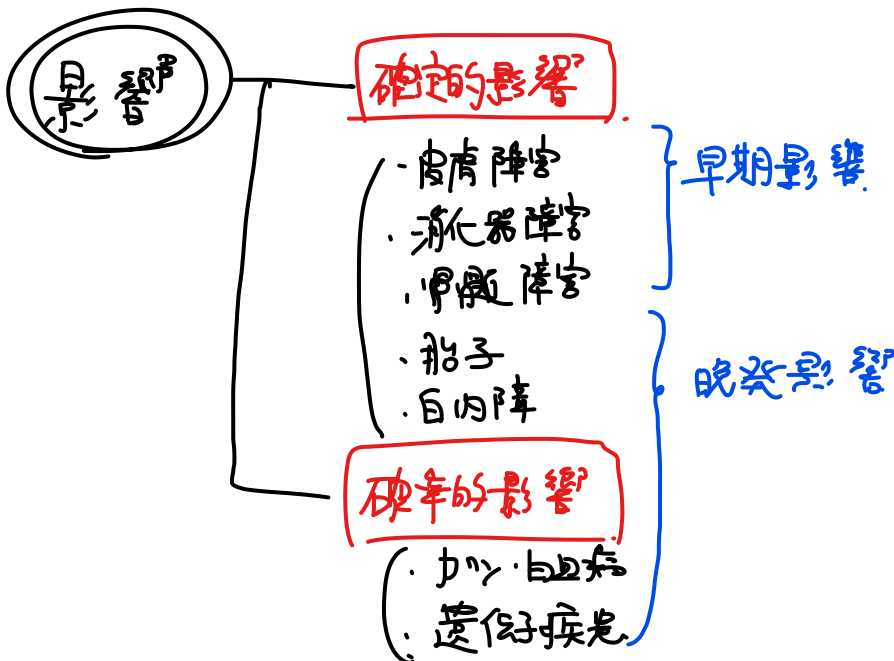 影響
確定的影響
・皮膚障害
・消化器障害
・骨髄障害
・胎子
・白内障
早期影響
晩発影響
確率的影響
・ガン・白血病
・遺伝子疾患